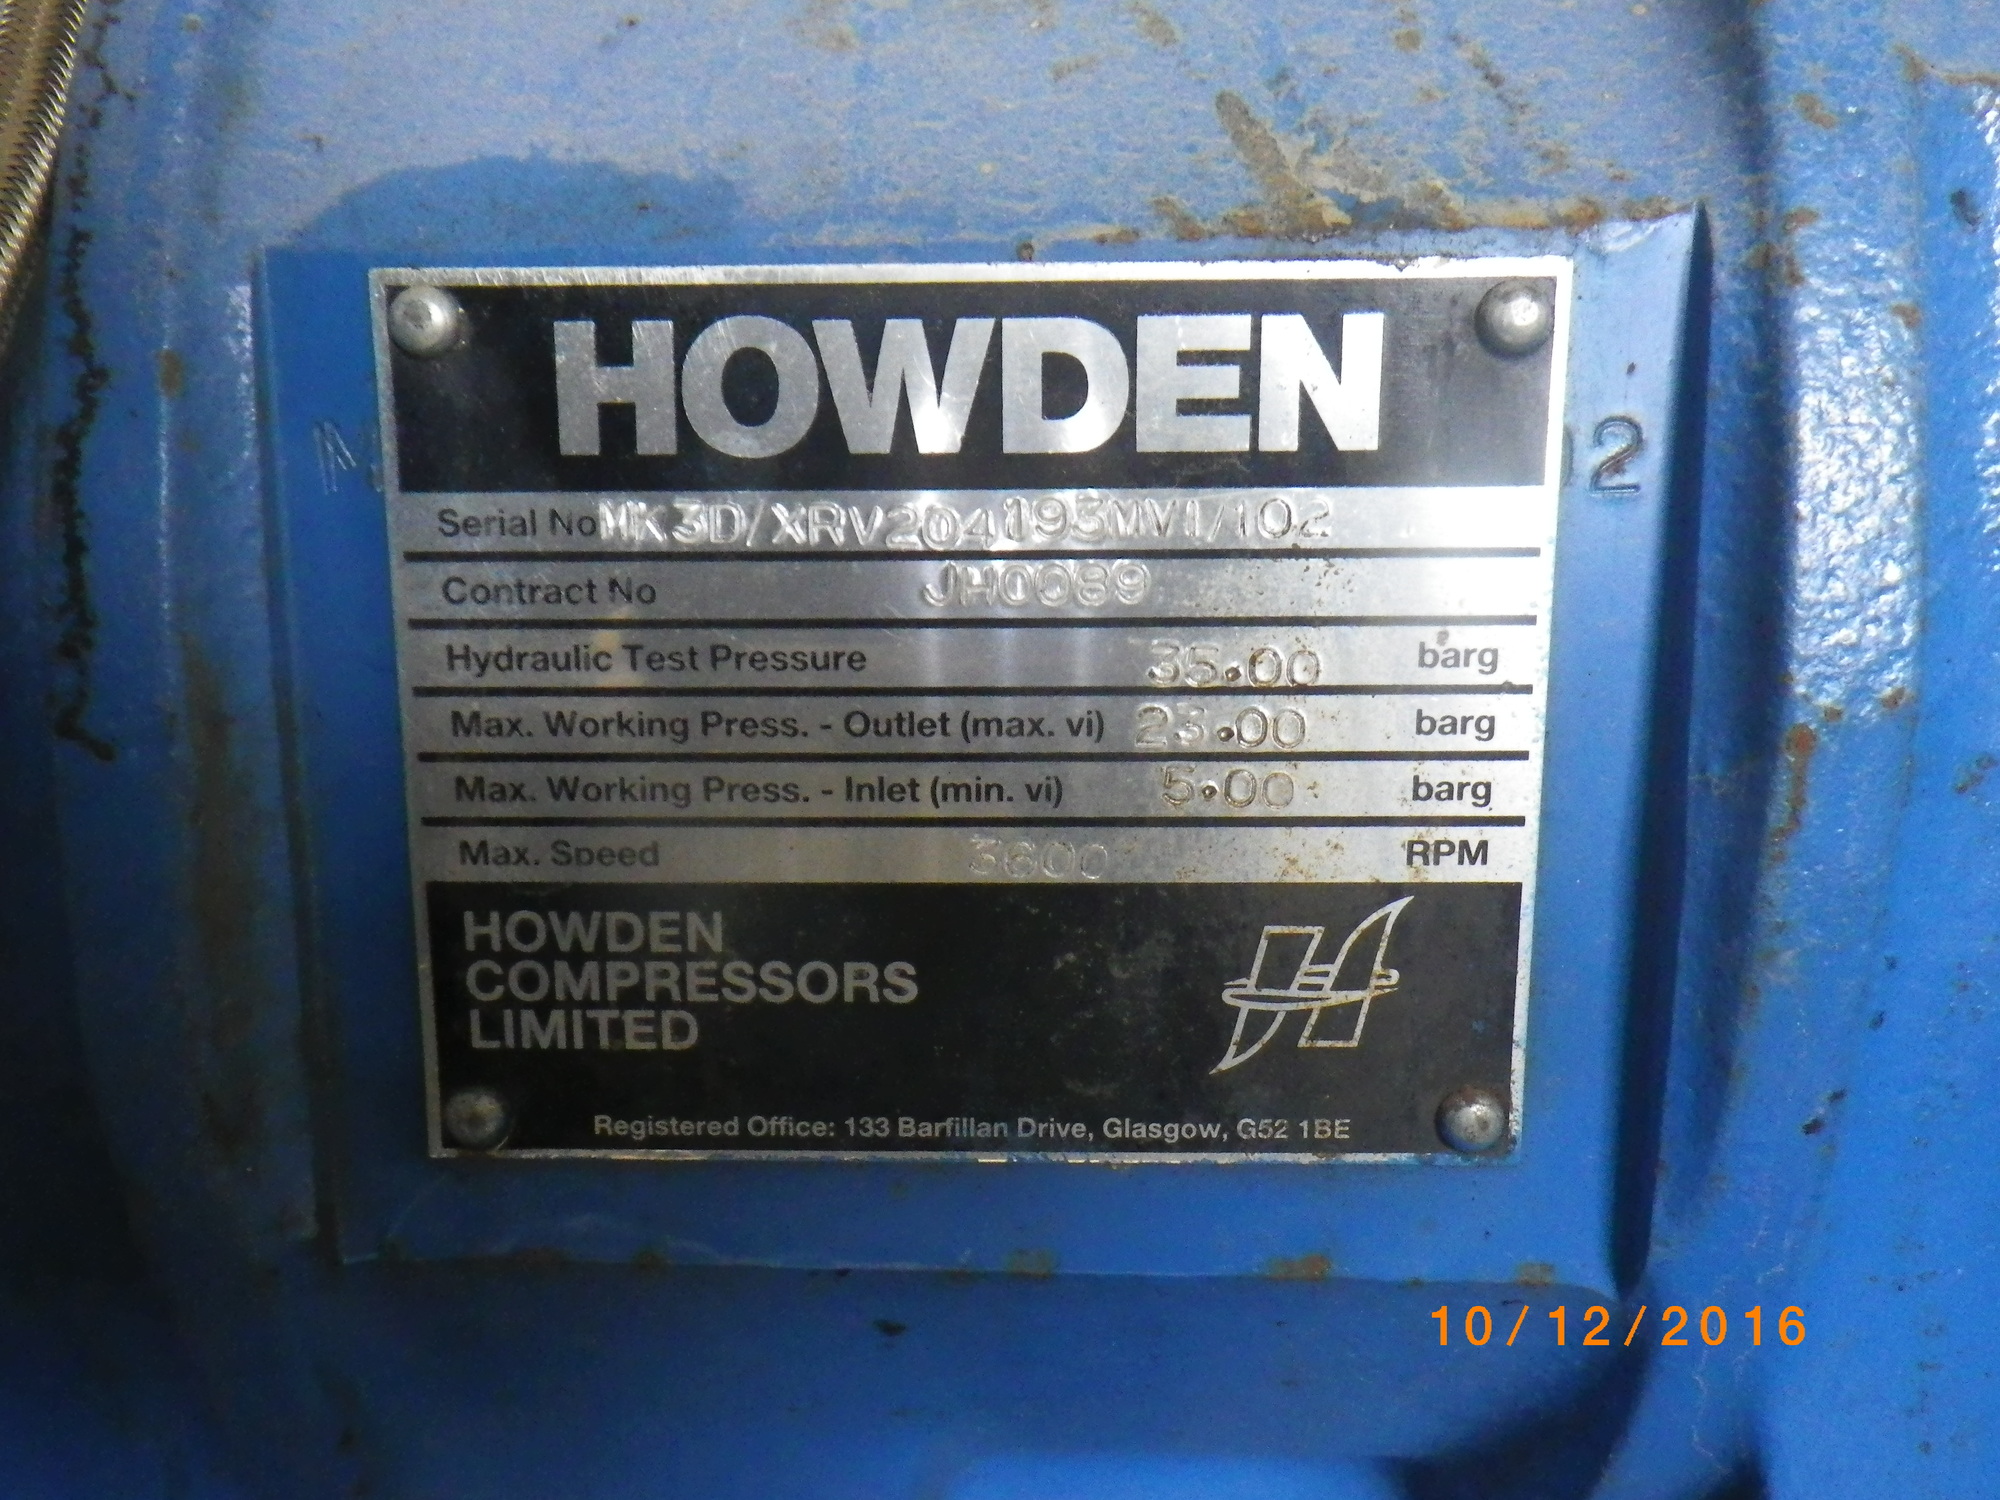 HOWDEN
Serial No MK3D/XRV204193MVI/102
Contract No JH0089
Hydraulic Test Pressure 35.00 barg
Max. Working Press. - Outlet (max. vi) 23.00 barg
Max. Working Press. - Inlet (min. vi) 5.00 barg
Max. Speed 3600 RPM
HOWDEN
COMPRESSORS
LIMITED
Registered Office: 133 Barfillan Drive, Glasgow, G52 1BE
10/12/2016